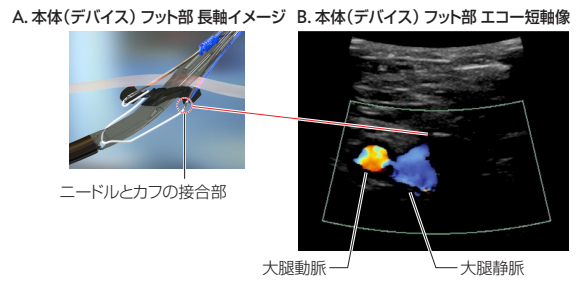 A. 本体（デバイス）フット部 長軸イメージ
B. 本体（デバイス）フット部 エコー短軸像
ニードルとカフの接合部
大腿動脈
大腿静脈